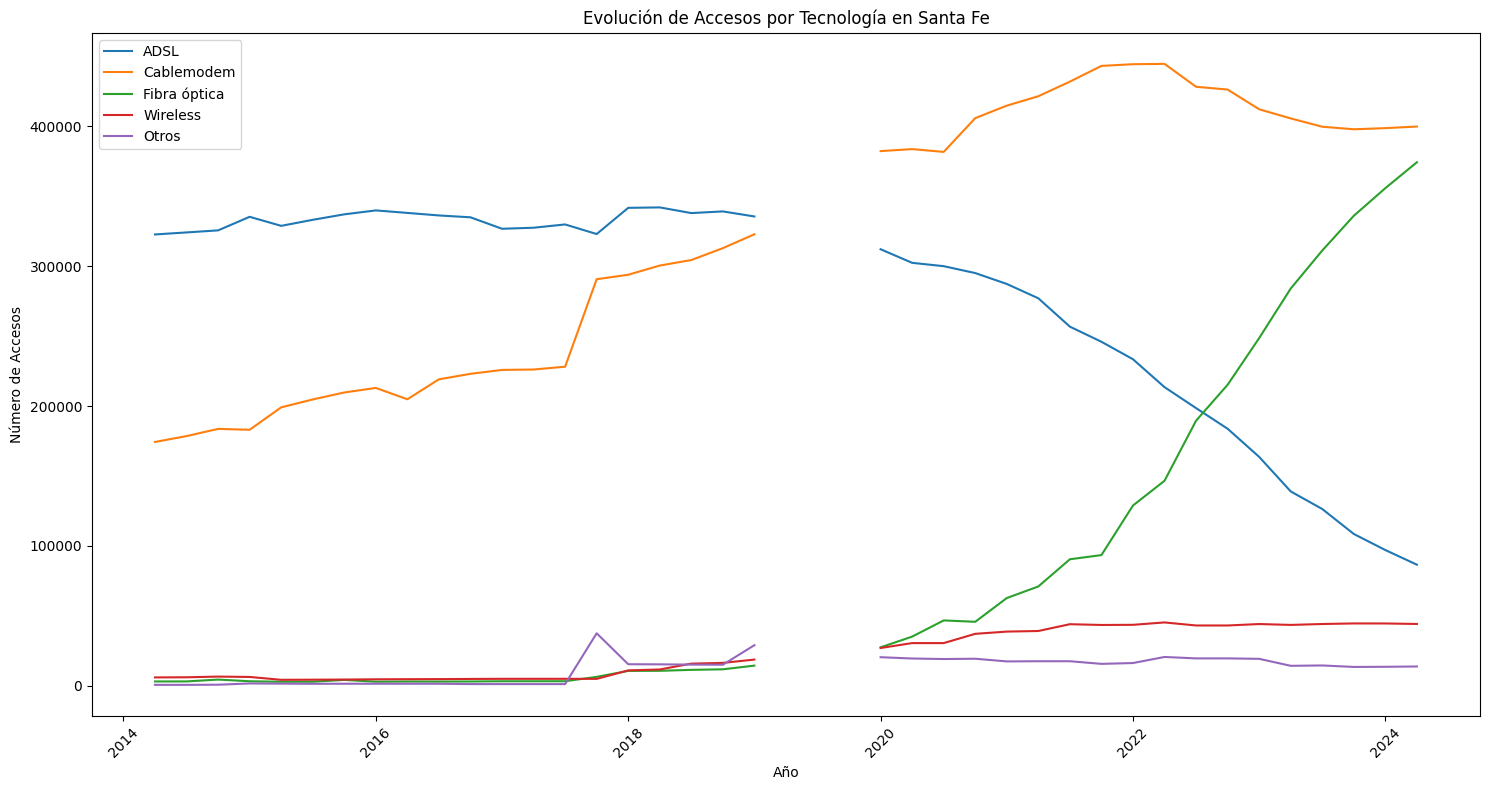 Evolución de Accesos por Tecnología en Santa Fe
ADSL
Cablemodem
Fibra óptica
Wireless
Otros
Número de Accesos
400000
300000
200000
100000
0
2014
2016
2018
2020
2022
2024
Año